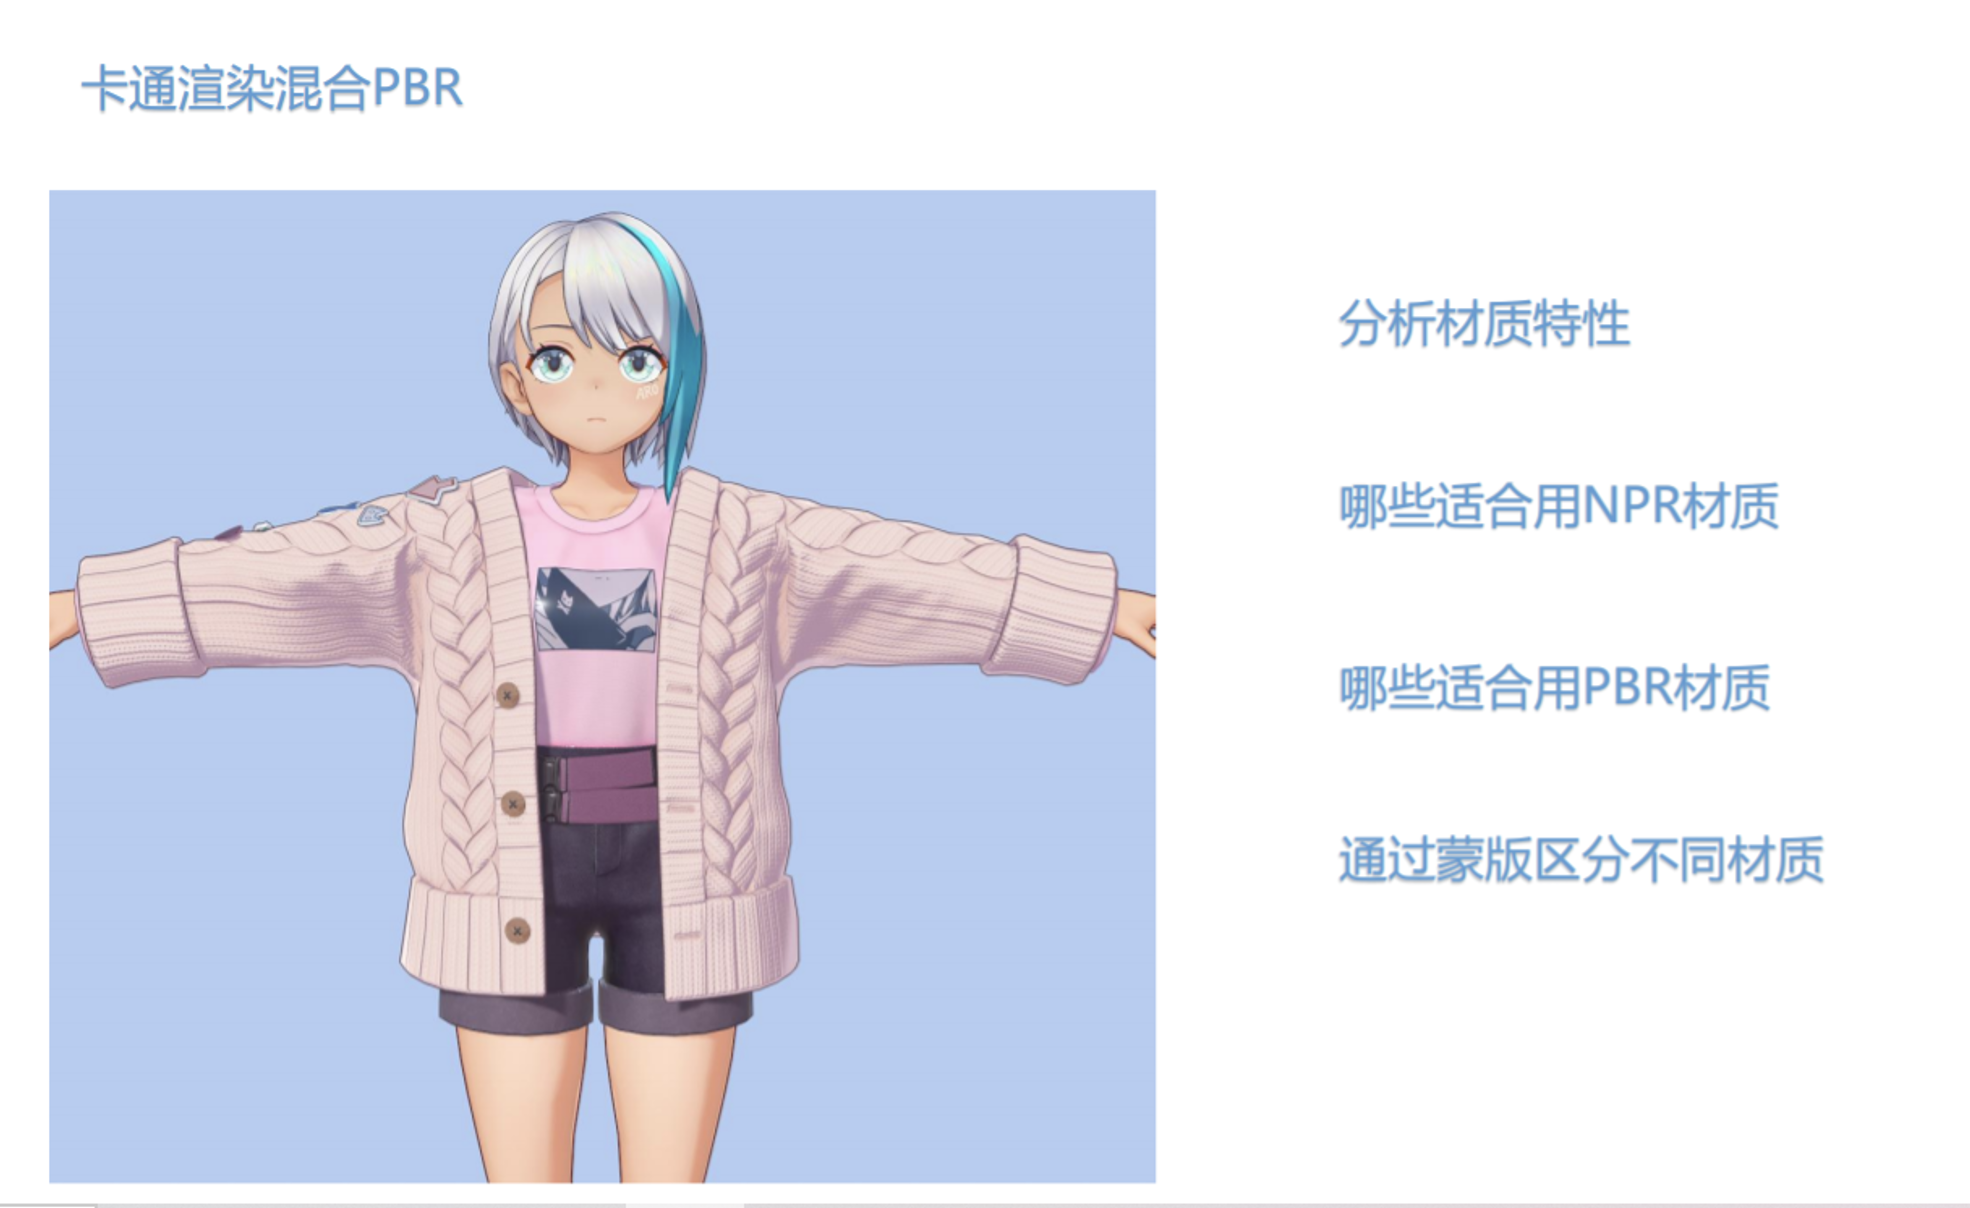 卡通渲染混合PBR
分析材质特性
哪些适合用NPR材质
哪些适合用PBR材质
通过蒙版区分不同材质